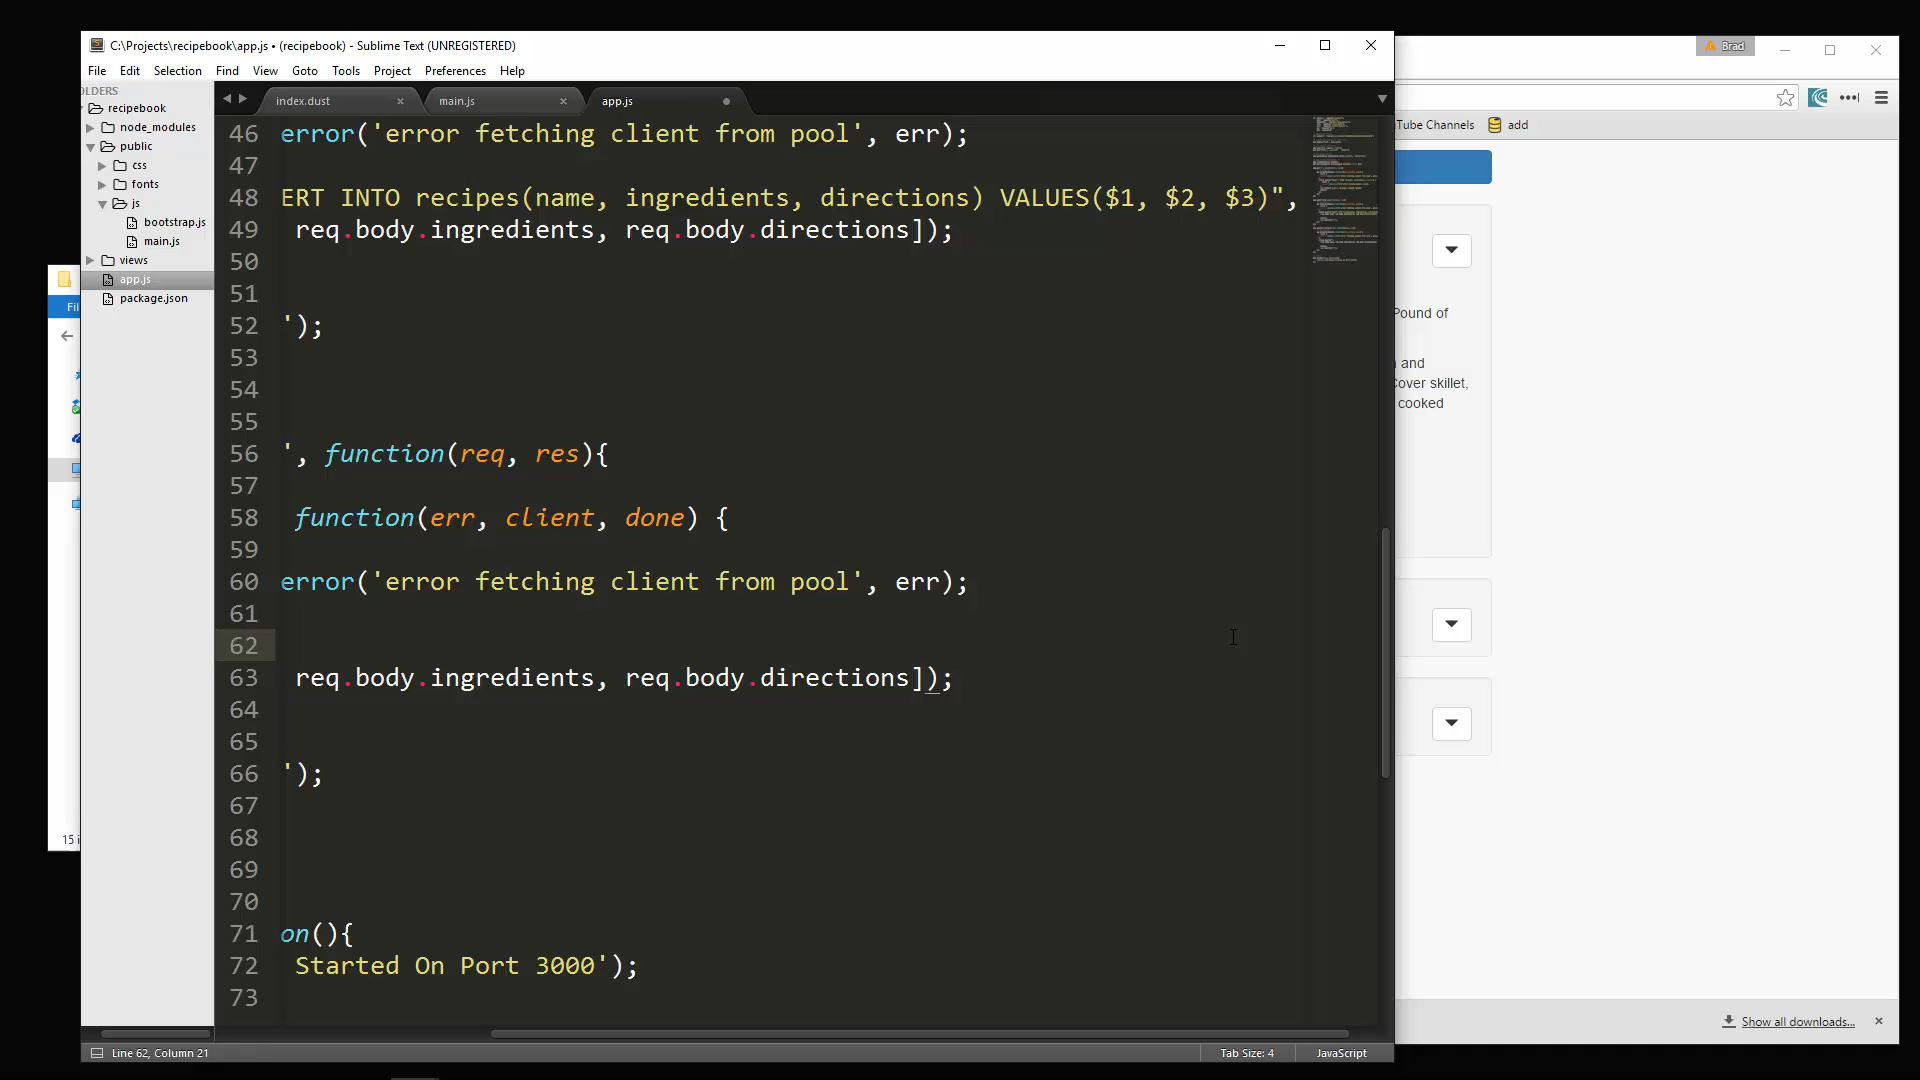 C:\Projects\recipebook\app.js • (recipebook) - Sublime Text (UNREGISTERED)
Brad
File Edit Selection Find View Goto Tools Project Preferences Help
OLDERS
recipebook
node_modules
public
css
fonts
js
bootstrap.js
main.js
views
app.js
package.json
index.dust
main.js
app.js
46 error('error fetching client from pool', err);
47
48 ERT INTO recipes(name, ingredients, directions) VALUES($1, $2, $3)",
49 req.body.ingredients, req.body.directions]);
50
51
52 ');
53
54
55
56 ', function(req, res){
57
58 function(err, client, done) {
59
60 error('error fetching client from pool', err);
61
62
63 req.body.ingredients, req.body.directions]);
64
65
66 ');
67
68
69
70
71 on(){
72 Started On Port 3000');
73
Line 62, Column 21
Tab Size: 4
JavaScript
Fil
15 i
Tube Channels
add
Pound of
and
Cover skillet,
cooked
Show all downloads...